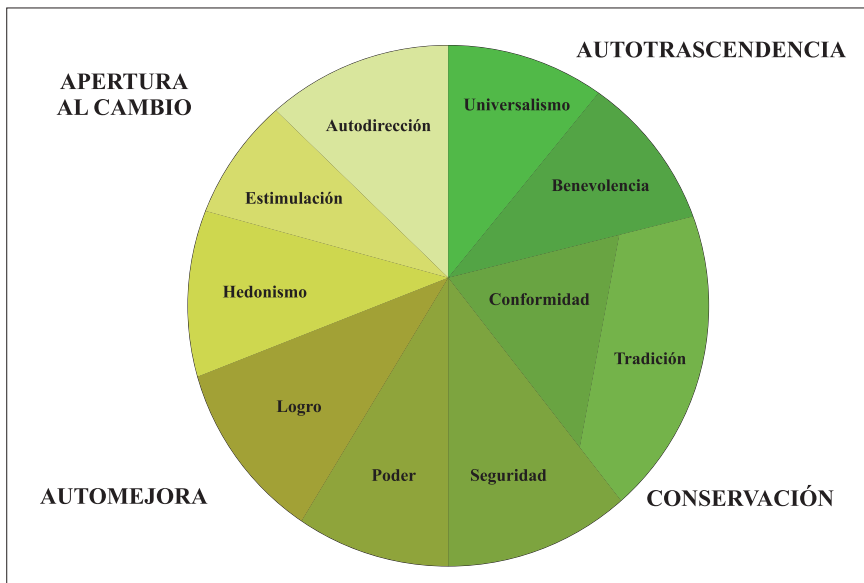 AUTOTRASCENDENCIA
APERTURA
AL CAMBIO
Universalismo
Autodirección
Benevolencia
Estimulación
Hedonismo
Conformidad
Tradición
Logro
Poder
Seguridad
AUTOMEJORA
CONSERVACIÓN